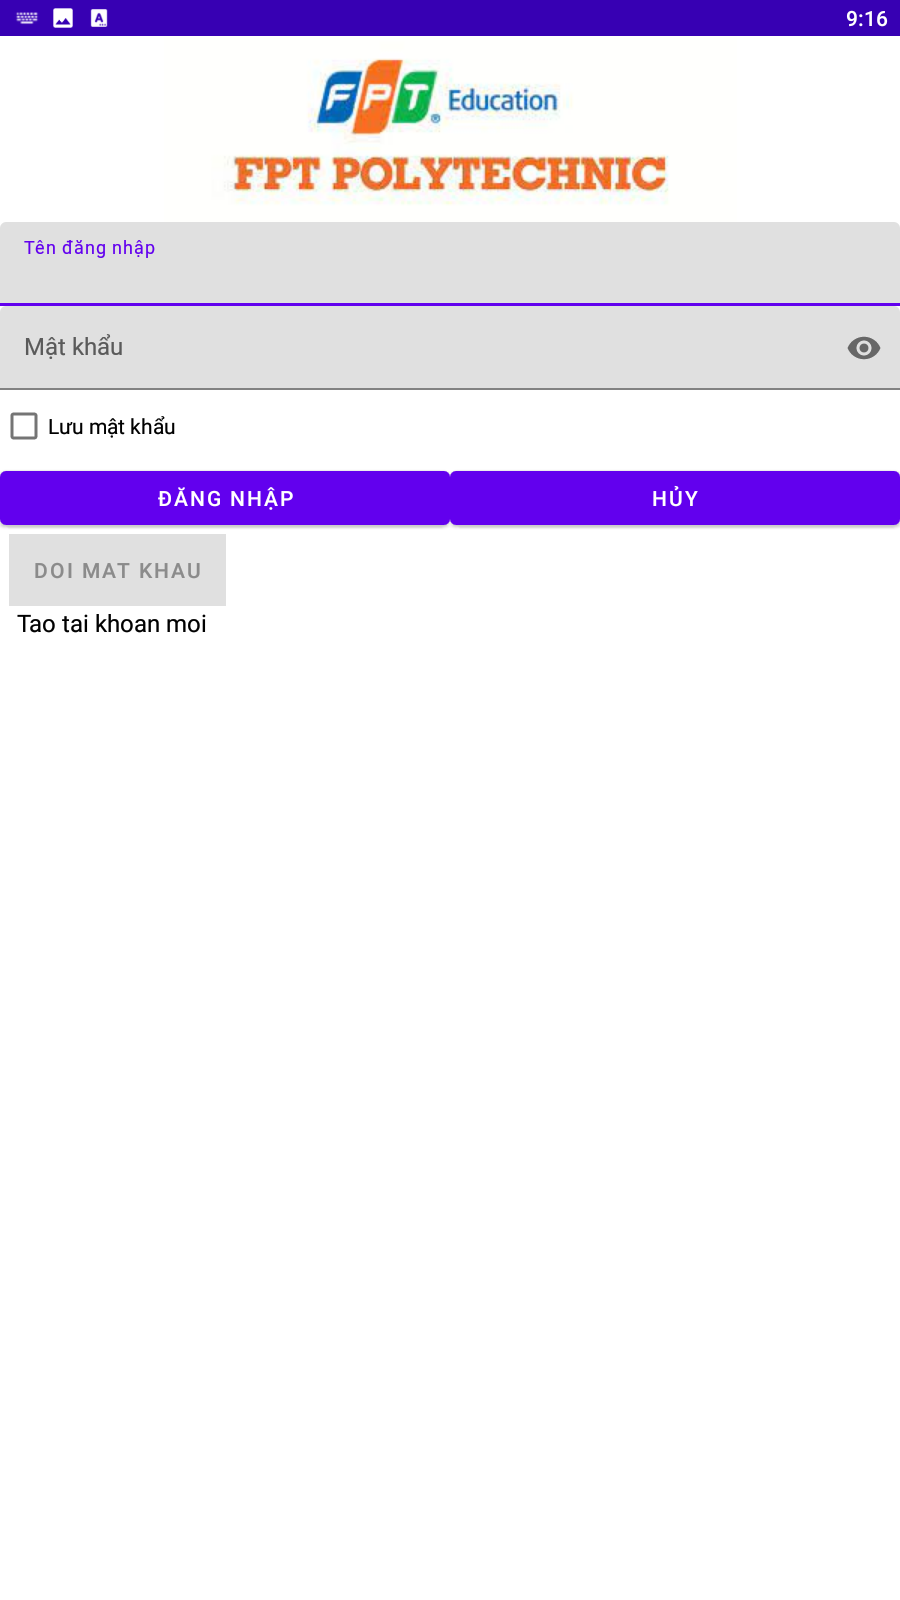 9:16
FPT Education
FPT POLYTECHNIC
Tên đăng nhập
Mật khẩu
Lưu mật khẩu
ĐĂNG NHẬP HỦY
DOI MAT KHAU
Tao tai khoan moi